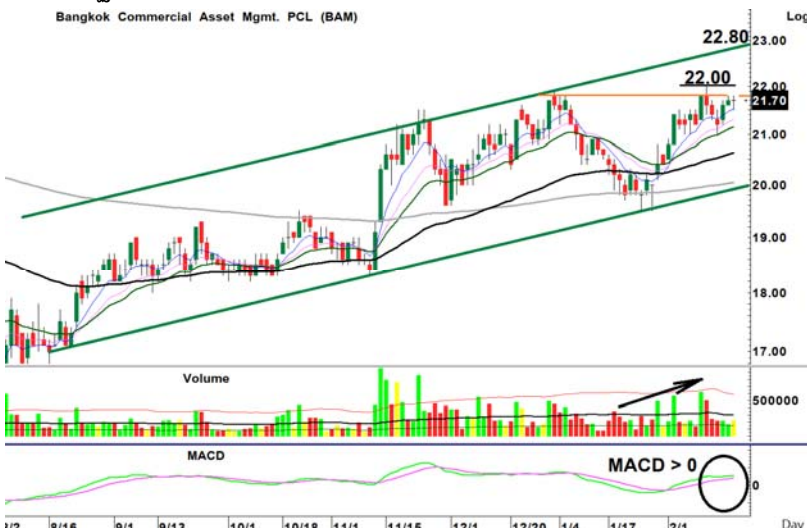 Bangkok Commercial Asset Mgmt. PCL (BAM)
Log
22.80
23.00
22.00
22.00
21.70
21.00
20.00
19.00
18.00
17.00
Volume
500000
MACD
MACD > 0
0
8/16 9/1 9/13 10/1 10/18 11/1 11/15 12/1 12/20 1/4 1/17 2/1 Day